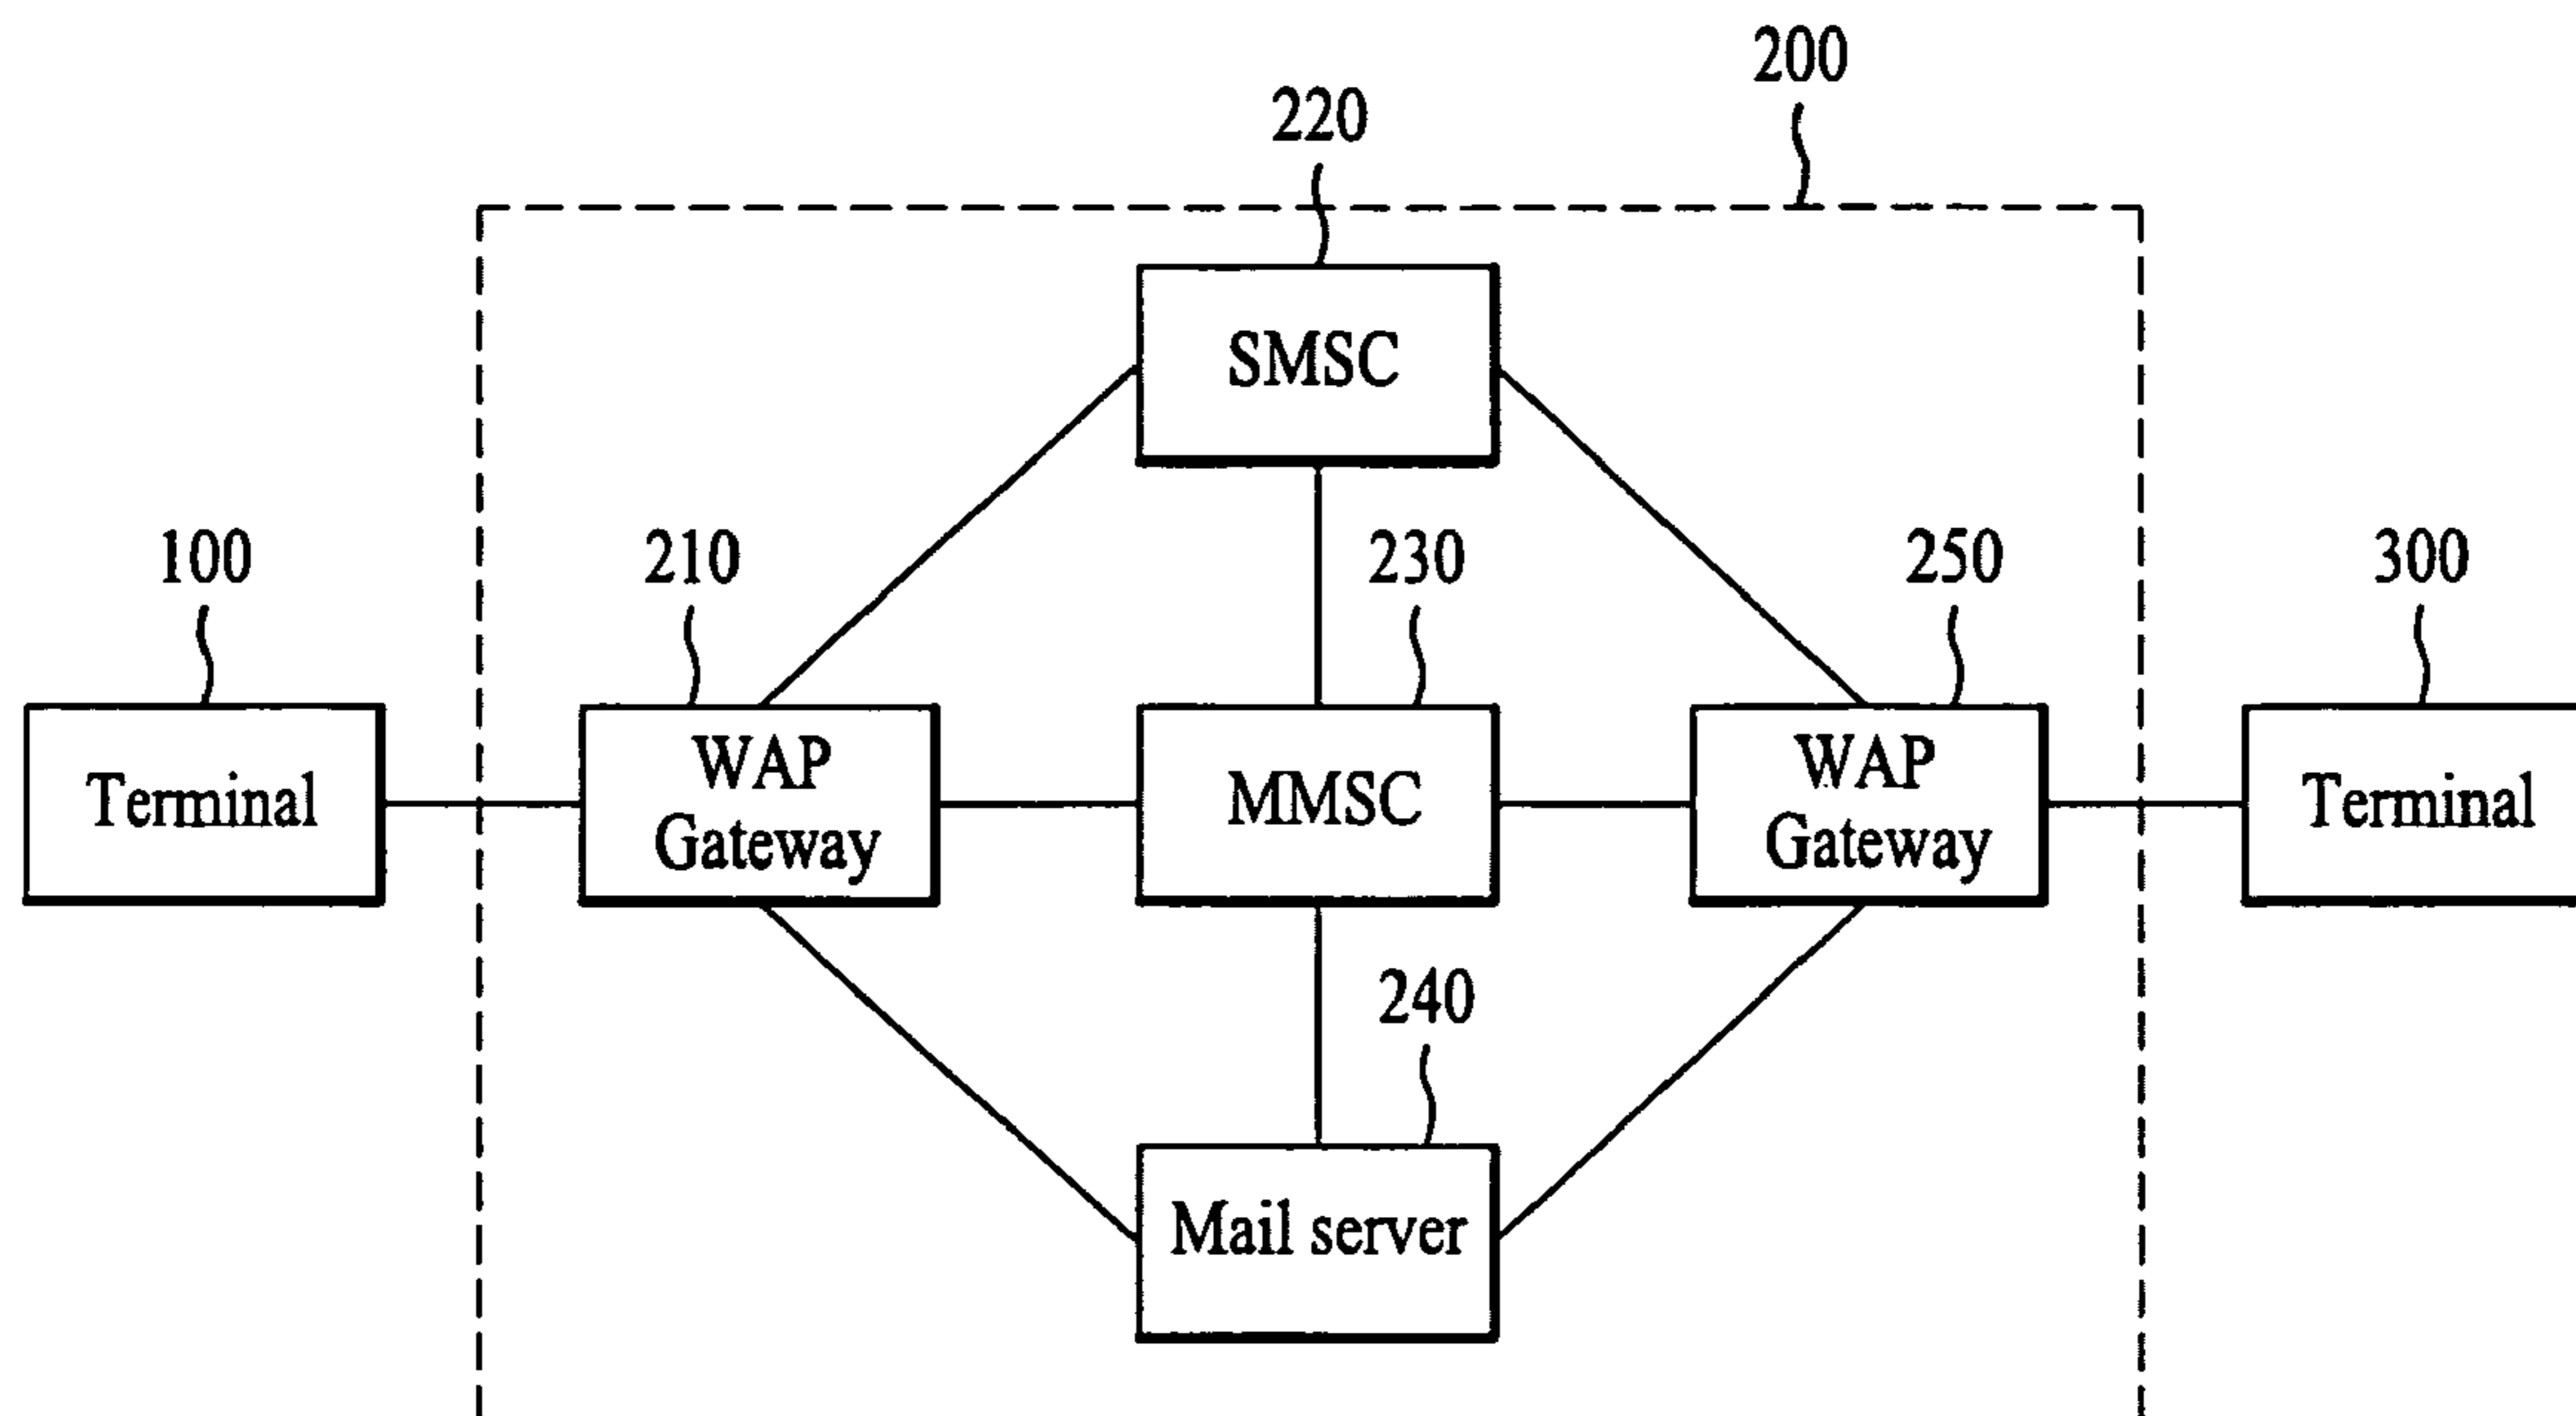 200
220
SMSC
100
210
230
250
300
Terminal
WAP
Gateway
MMSC
WAP
Gateway
Terminal
240
Mail server